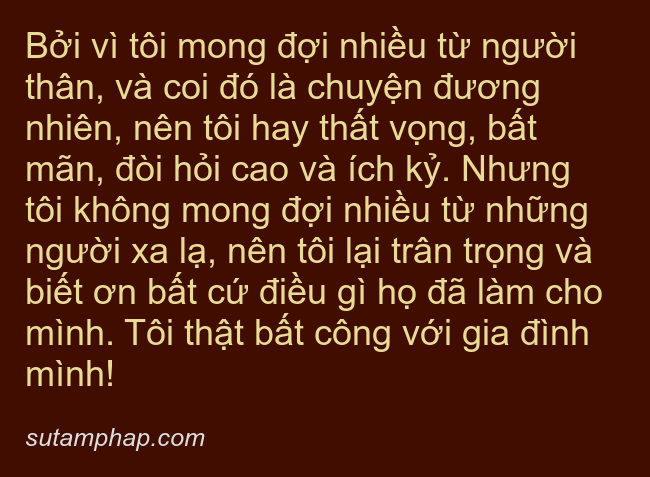 Bởi vì tôi mong đợi nhiều từ người
thân, và coi đó là chuyện đương
nhiên, nên tôi hay thất vọng, bất
mãn, đòi hỏi cao và ích kỷ. Nhưng
tôi không mong đợi nhiều từ những
người xa lạ, nên tôi lại trân trọng và
biết ơn bất cứ điều gì họ đã làm cho
mình. Tôi thật bất công với gia đình
mình!
sutamphap.com